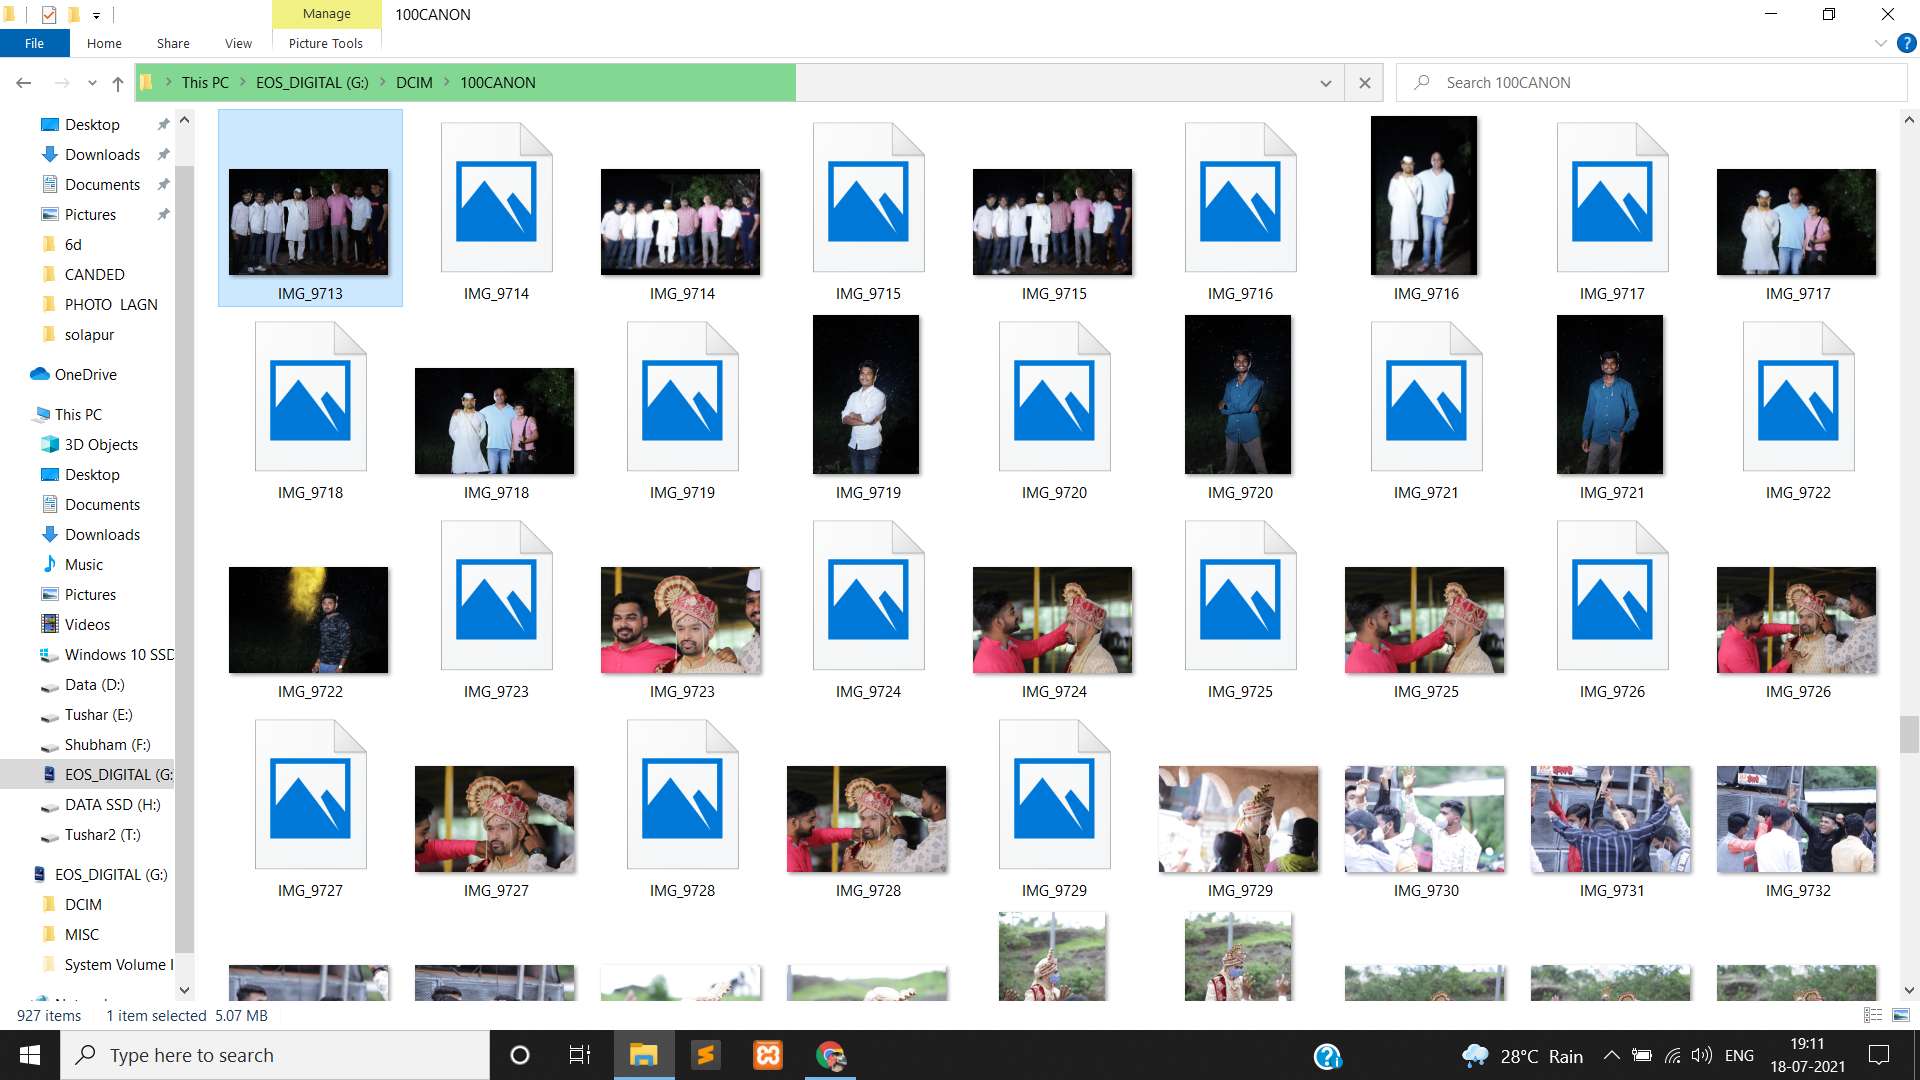 Manage
100CANON
File
Home
Share
View
Picture Tools
This PC
EOS_DIGITAL (G:)
DCIM
100CANON
Search 100CANON
Desktop
Downloads
Documents
Pictures
6d
CANDED
PHOTO LAGN
solapur
OneDrive
This PC
3D Objects
Desktop
Documents
Downloads
Music
Pictures
Videos
Windows 10 SSD
Data (D:)
Tushar (E:)
Shubham (F:)
EOS_DIGITAL (G:
DATA SSD (H:)
Tushar2 (T:)
EOS_DIGITAL (G:)
DCIM
MISC
System Volume I
IMG_9713
IMG_9714
IMG_9714
IMG_9715
IMG_9715
IMG_9716
IMG_9716
IMG_9717
IMG_9717
IMG_9718
IMG_9718
IMG_9719
IMG_9719
IMG_9720
IMG_9720
IMG_9721
IMG_9721
IMG_9722
IMG_9722
IMG_9723
IMG_9723
IMG_9724
IMG_9724
IMG_9725
IMG_9725
IMG_9726
IMG_9726
IMG_9727
IMG_9727
IMG_9728
IMG_9728
IMG_9729
IMG_9729
IMG_9730
IMG_9731
IMG_9732
927 items
1 item selected 5.07 MB
Type here to search
28°C Rain
ENG
19:11
18-07-2021